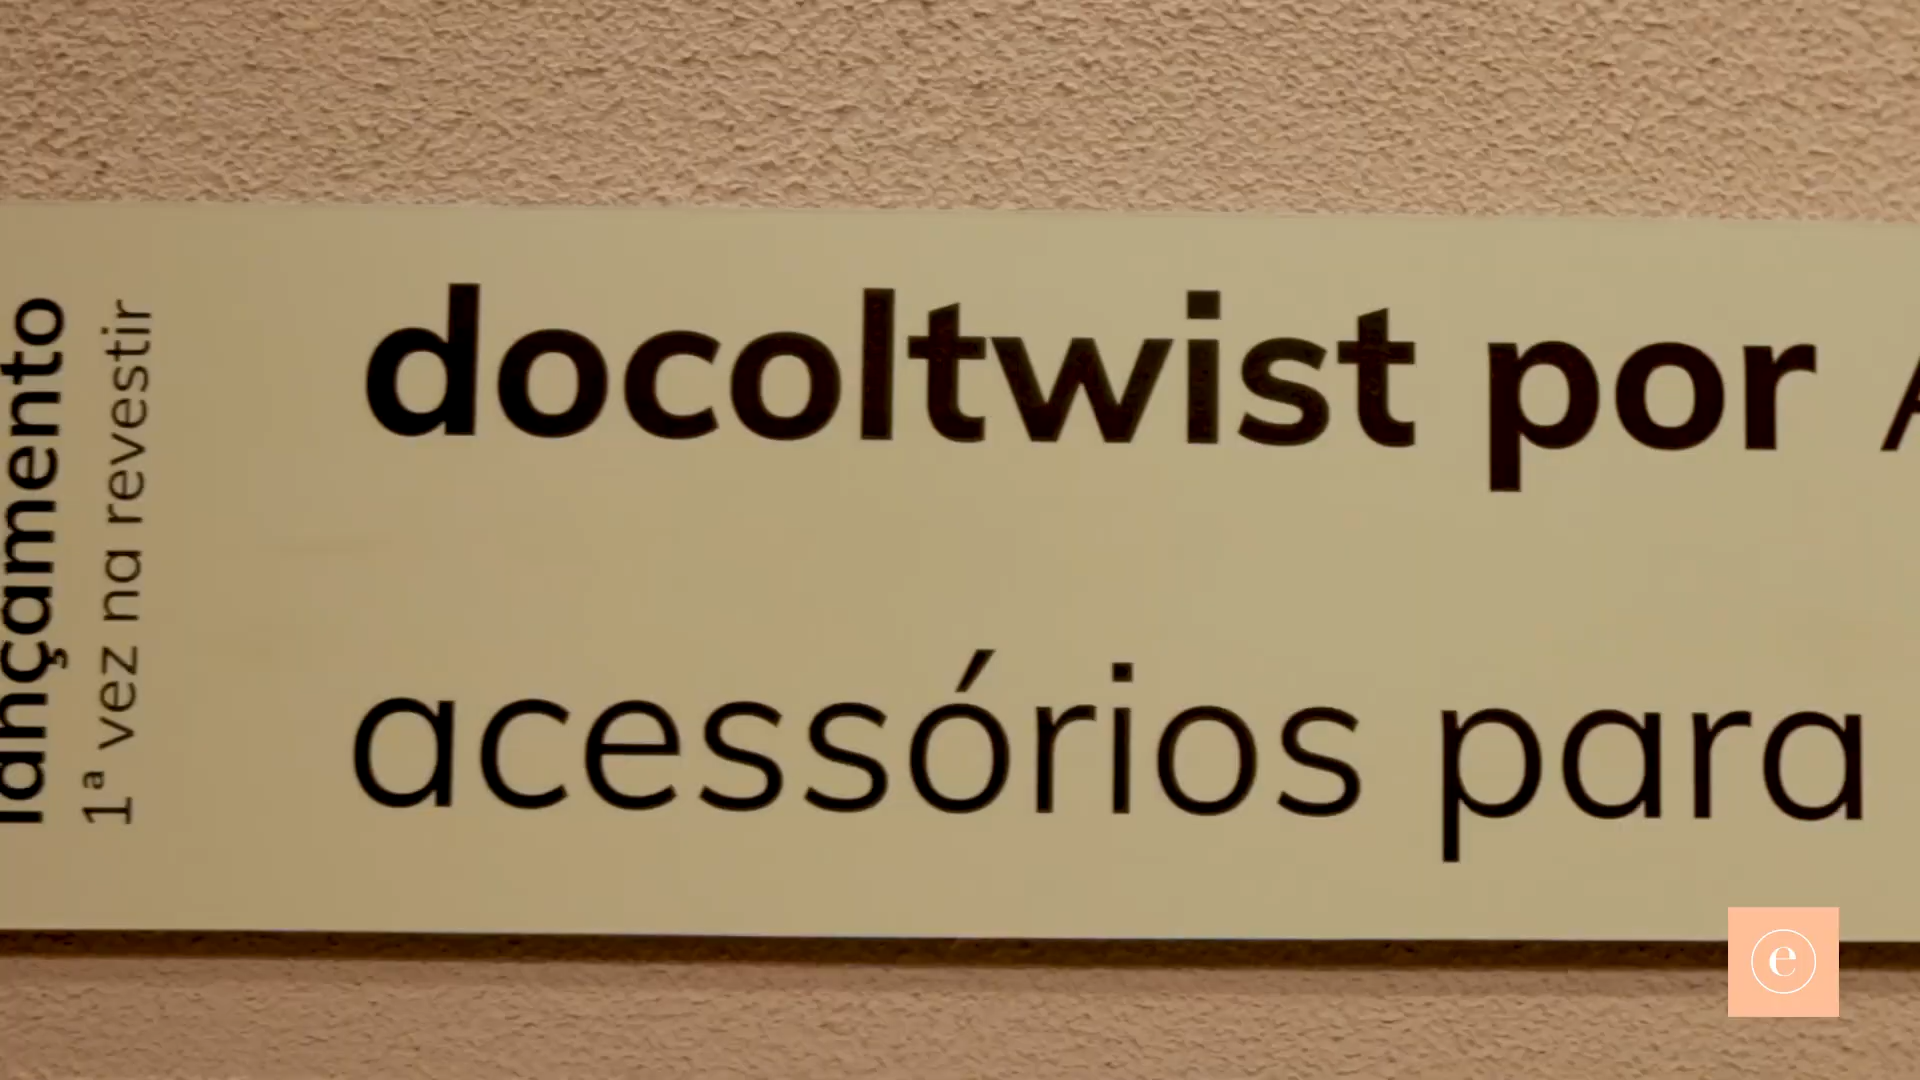 lançamento
1ª vez na revestir
docoltwist por
acessórios para
e